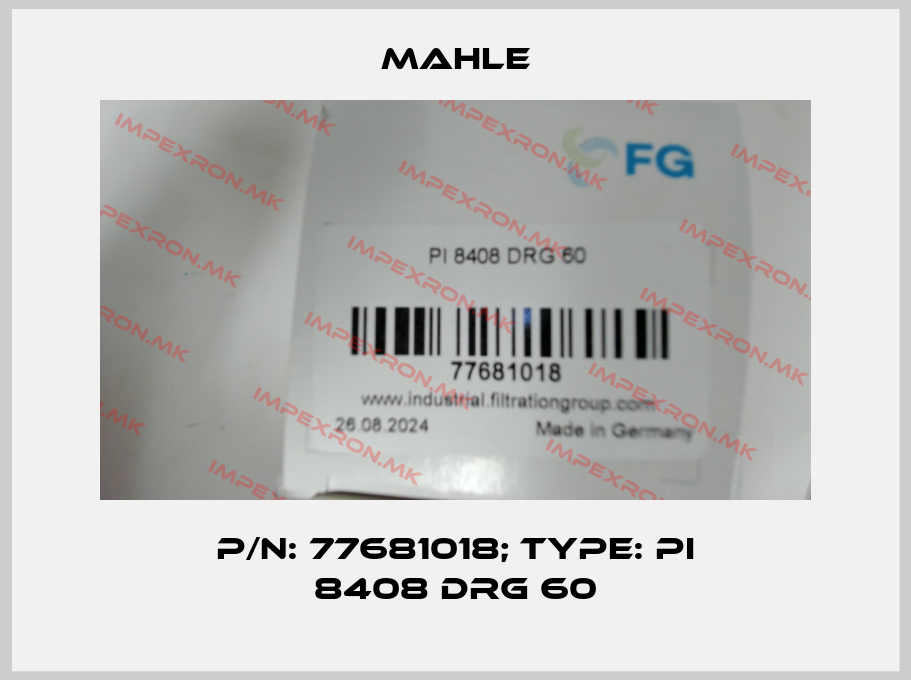 MAHLE
FG
PI 8408 DRG 60
77681018
www.industrial.filtrationgroup.com
26.08.2024 Made in Germany
IMPEXRON.MK
P/N: 77681018; TYPE: PI
8408 DRG 60